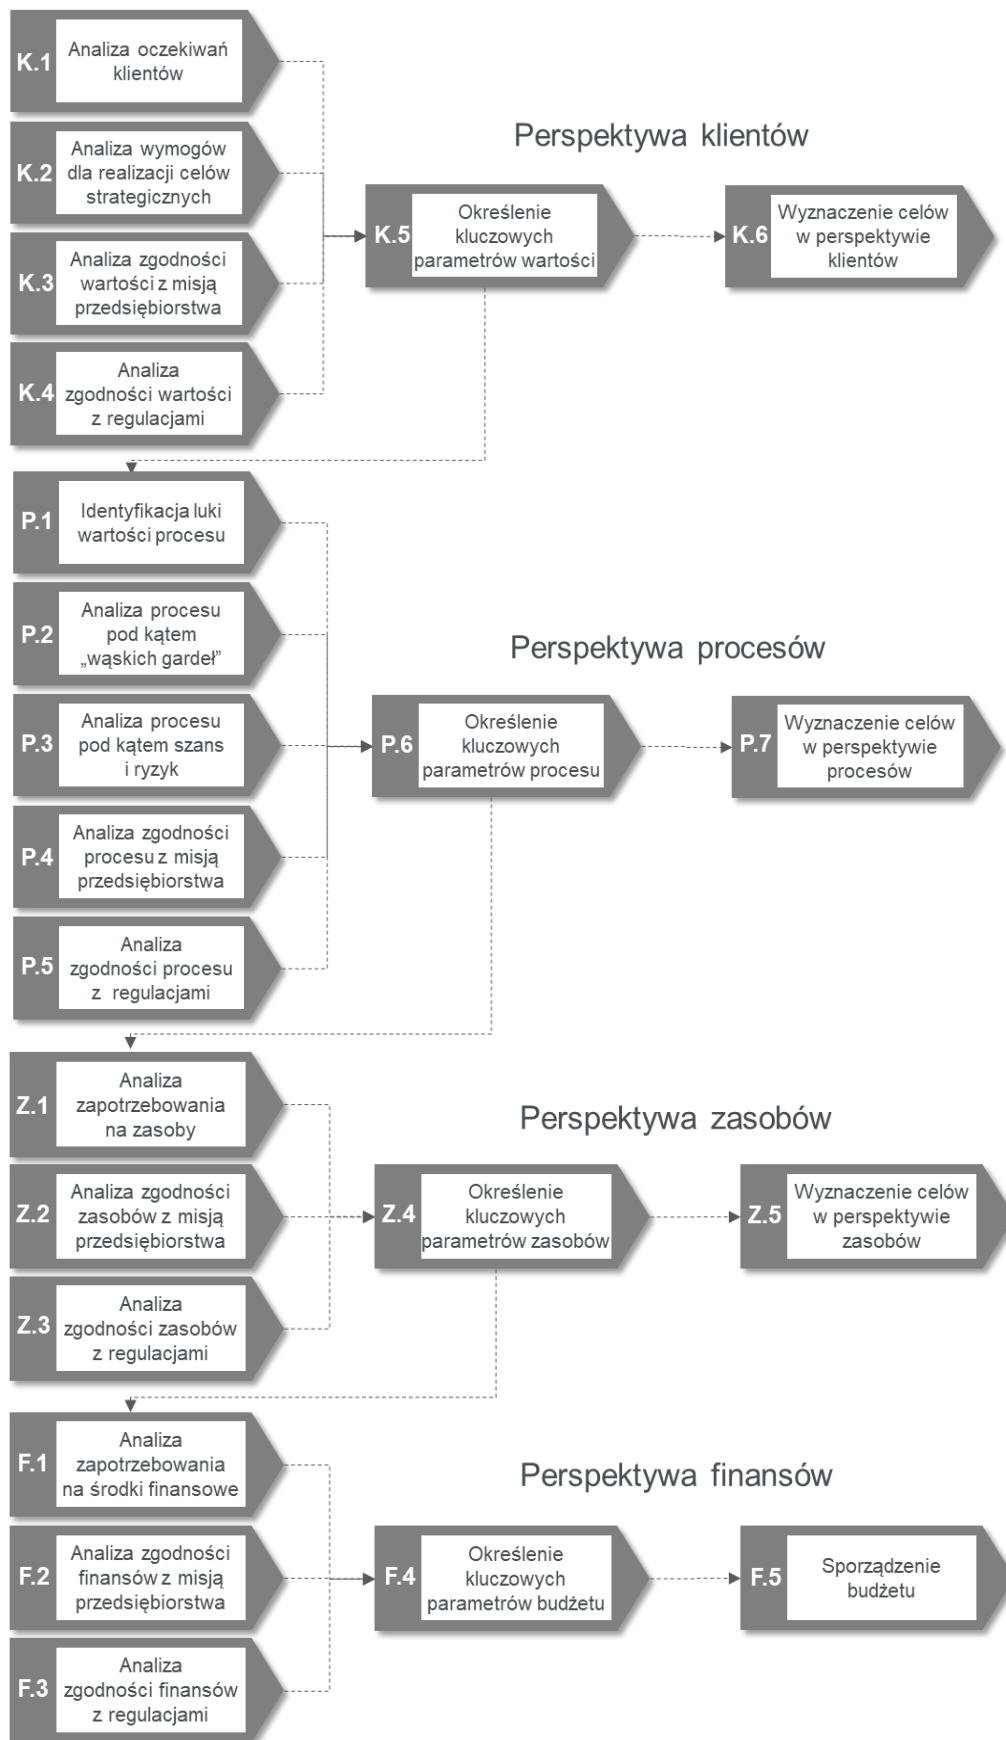 K.1
Analiza oczekiwań
klientów
K.2
Analiza wymogów
dla realizacji celów
strategicznych
K.3
Analiza zgodności
wartości z misją
przedsiębiorstwa
K.4
Analiza
zgodności wartości
z regulacjami
Perspektywa klientów
K.5
Określenie
kluczowych
parametrów wartości
K.6
Wyznaczenie celów
w perspektywie
klientów
P.1
Identyfikacja luki
wartości procesu
P.2
Analiza procesu
pod kątem
„wąskich gardeł”
P.3
Analiza procesu
pod kątem szans
i ryzyk
P.4
Analiza zgodności
procesu z misją
przedsiębiorstwa
P.5
Analiza
zgodności procesu
z regulacjami
Perspektywa procesów
P.6
Określenie
kluczowych
parametrów procesu
P.7
Wyznaczenie celów
w perspektywie
procesów
Z.1
Analiza
zapotrzebowania
na zasoby
Z.2
Analiza zgodności
zasobów z misją
przedsiębiorstwa
Z.3
Analiza
zgodności zasobów
z regulacjami
Perspektywa zasobów
Z.4
Określenie
kluczowych
parametrów zasobów
Z.5
Wyznaczenie celów
w perspektywie
zasobów
F.1
Analiza
zapotrzebowania
na środki finansowe
F.2
Analiza zgodności
finansów z misją
przedsiębiorstwa
F.3
Analiza
zgodności finansów
z regulacjami
Perspektywa finansów
F.4
Określenie
kluczowych
parametrów budżetu
F.5
Sporządzenie
budżetu